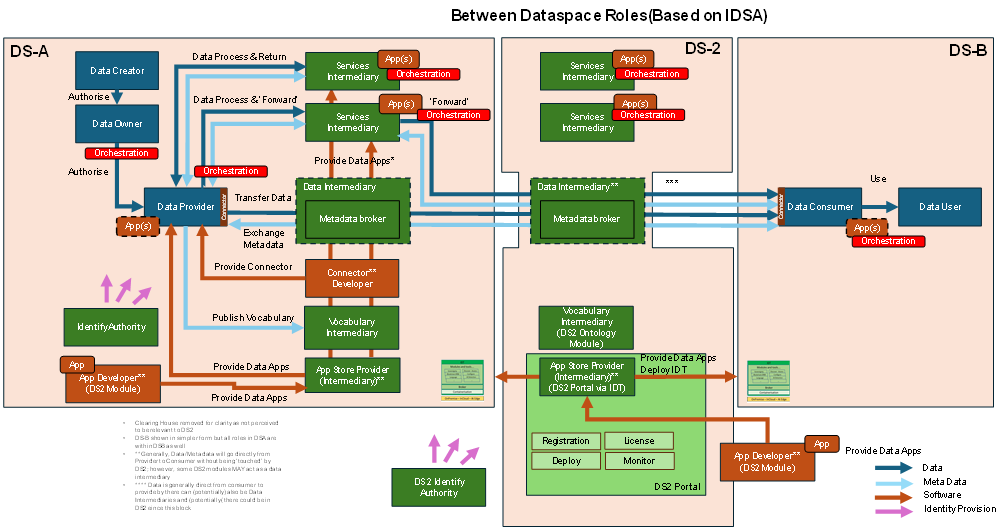 Between Dataspace Roles(Based on IDSA)
DS-A
DS-2
DS-B
Data Creator
Authorise
Data Owner
Orchestration
Authorise
Data Process & Return
Services
Intermediary
App(s)
Orchestration
Data Process &'Forward'
Services
Intermediary
App(s)
Orchestration
'Forward'
Provide Data Apps*
Orchestration
Data Provider
Connector
App(s)
Transfer Data
Exchange
Metadata
Data Intermediary
Metadata broker
Provide Connector
Connector**
Developer
Identify Authority
Publish Vocabulary
Vocabulary
Intermediary
App
App Developer**
(DS2 Module)
Provide Data Apps
Provide Data Apps
App Store Provider
(Intermediary)**
Services
Intermediary
App(s)
Orchestration
Services
Intermediary
App(s)
Orchestration
Data Intermediary**
Metadata broker
***
Connector
Data Consumer
App(s)
Orchestration
Use
Data User
Vocabulary
Intermediary
(DS2 Ontology
Module)
App Store Provider
(Intermediary)**
(DS2 Portal via IDT)
Provide Data Apps
Deploy IDT
Registration
License
Deploy
Monitor
DS2 Portal
App
App Developer**
(DS2 Module)
DS2 Identify
Authority
Provide Data Apps
Data
Meta Data
Software
Identity Provision
Clearing House removed for clarity as not perceived
to be relevant to DS2
DS-B shown in simpler form but all roles in DSA are
within DSB as well
**Generally, Data/Metadata will go directly from
Provider to Consumer without being 'touched' by
DS2; however, some DS2 modules MAY act as a data
intermediary
**** Data is generally direct from consumer to
provide by there can (potentially) also be Data
Intermediaries and (potentially) there could be in
DS2 since this block